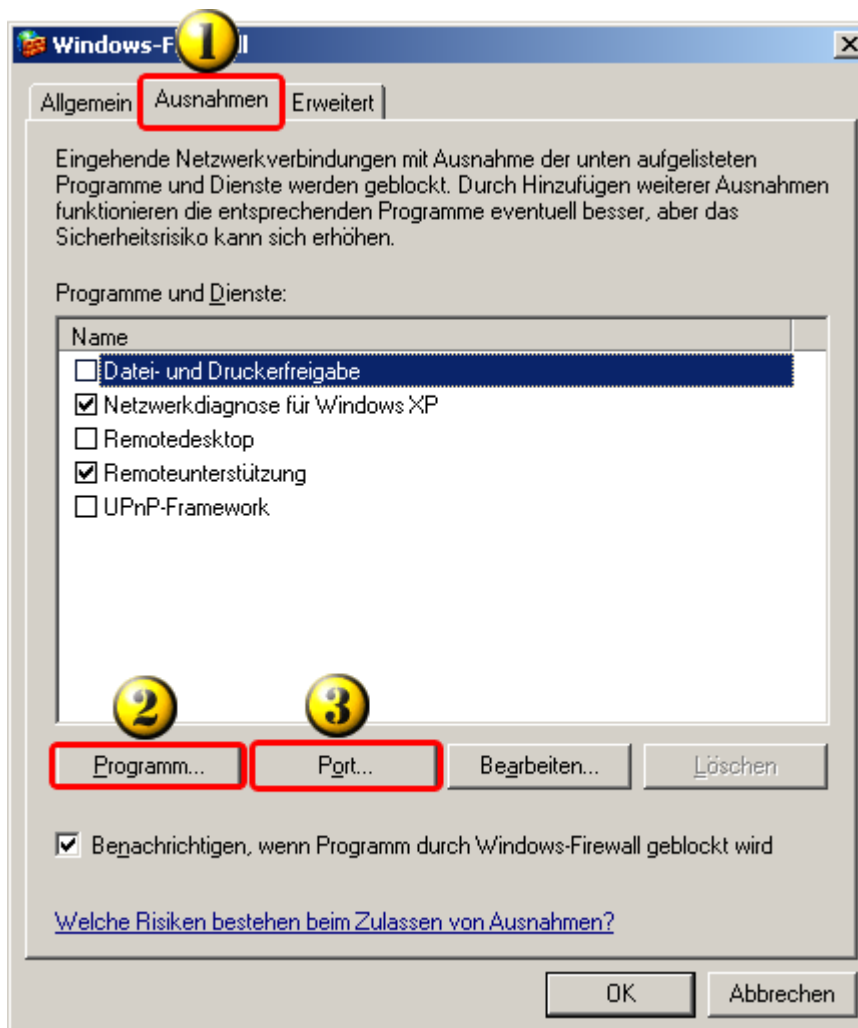 Windows-F ll
1
Allgemein Ausnahmen Erweitert
Eingehende Netzwerkverbindungen mit Ausnahme der unten aufgelisteten
Programme und Dienste werden geblockt. Durch Hinzufügen weiterer Ausnahmen
funktionieren die entsprechenden Programme eventuell besser, aber das
Sicherheitsrisiko kann sich erhöhen.
Programme und Dienste:
Name
Datei- und Druckerfreigabe
Netzwerkdiagnose für Windows XP
Remotedesktop
Remoteunterstützung
UPnP-Framework
2 3
Programm... Port... Bearbeiten... Löschen
Benachrichtigen, wenn Programm durch Windows-Firewall geblockt wird
Welche Risiken bestehen beim Zulassen von Ausnahmen?
OK Abbrechen